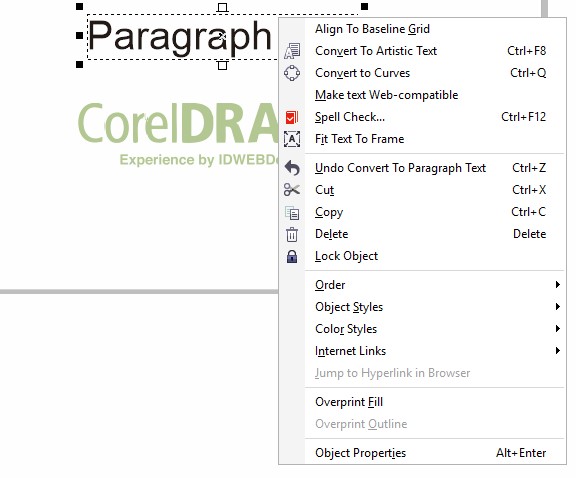 Paragraph
CorelDRA
Experience by IDWEBD
Align To Baseline Grid
Convert To Artistic Text Ctrl+F8
Convert to Curves Ctrl+Q
Make text Web-compatible
Spell Check... Ctrl+F12
A
Fit Text To Frame
Undo Convert To Paragraph Text Ctrl+Z
Cut Ctrl+X
Copy Ctrl+C
Delete Delete
Lock Object
Order
Object Styles
Color Styles
Internet Links
Jump to Hyperlink in Browser
Overprint Fill
Overprint Outline
Object Properties Alt+Enter